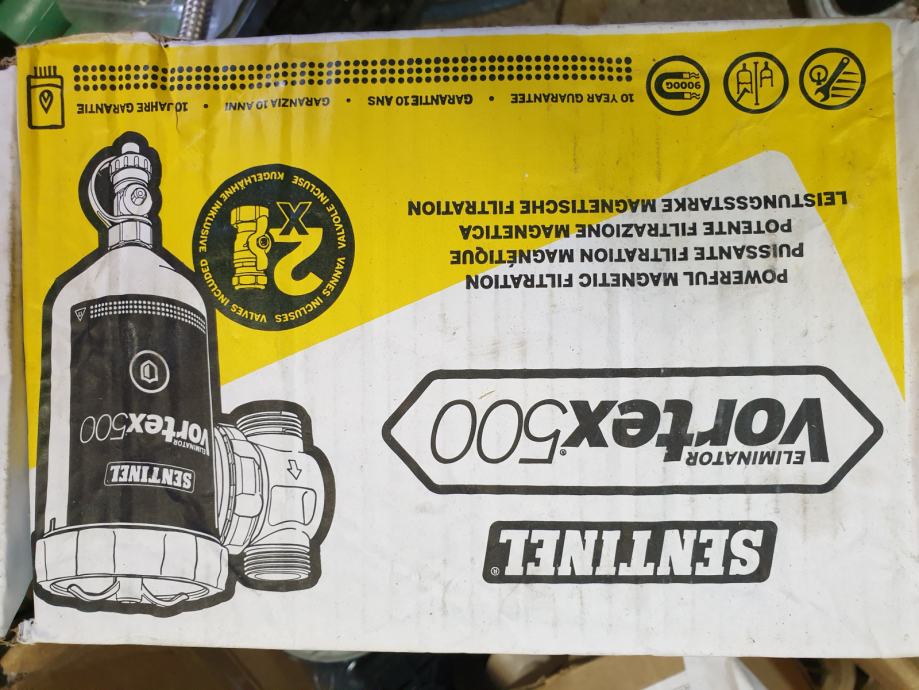 SENTINEL®
ELIMINATOR
Vortex®500
POWERFUL MAGNETIC FILTRATION
PUISSANTE FILTRATION MAGNÉTIQUE
POTENTE FILTRAZIONE MAGNETICA
LEISTUNGSSTARKE MAGNETISCHE FILTRATION
SENTINEL
ELIMINATOR
Vortex500
2x
VALVES INCLUDED VANNES INCLUSES VALVOLE INCLUSE KUGELHÄHNE INKLUSIVE
9000G
10 YEAR GUARANTEE • GARANTIE 10 ANS • GARANZIA 10 ANNI • 10 JAHRE GARANTIE